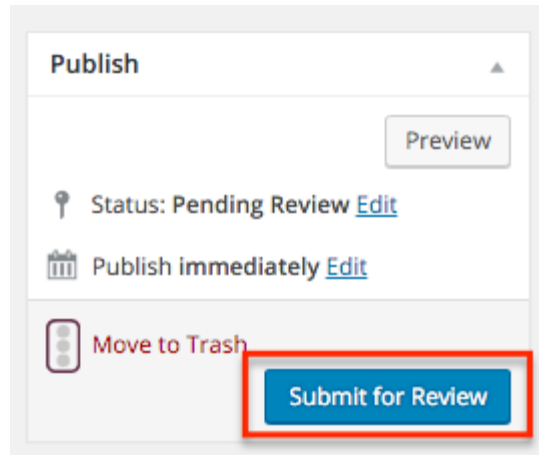 Publish
Preview
Status: Pending Review Edit
Publish immediately Edit
Move to Trash
Submit for Review